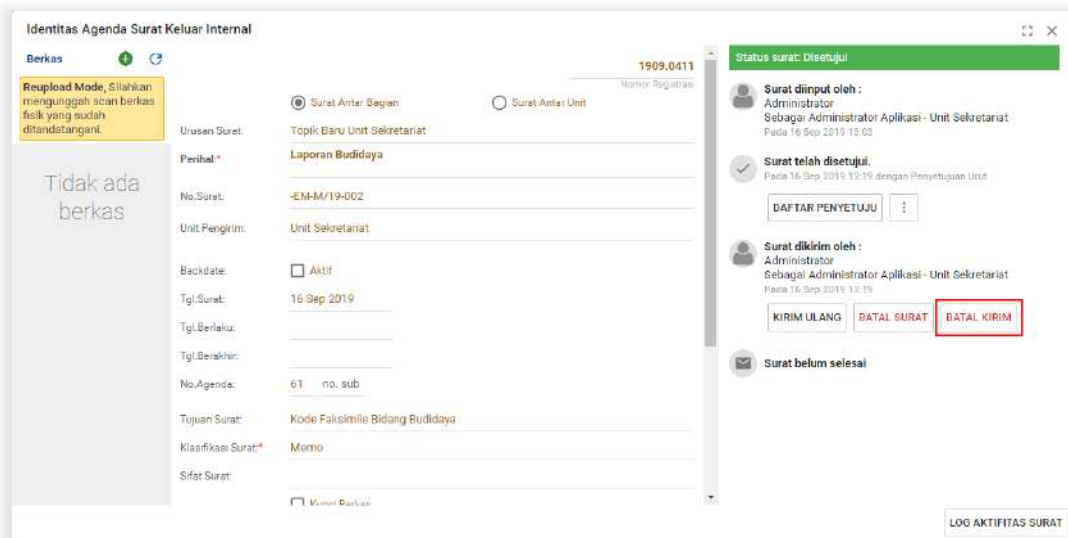 Identitas Agenda Surat Keluar Internal
Berkas
Reupload Mode, Silahkan
mengunggah scan berkas
fisik yang sudah
ditandatangani.
Tidak ada
berkas
1909.0411
Nomor Registrasi
Surat Antar Bagian
Surat Antar Unit
Urusan Surat:
Topik Baru Unit Sekretariat
Perihal:*
Laporan Budidaya
No.Surat:
-EM-M/19-002
Unit Pengirim:
Unit Sekretariat
Backdate:
Aktif
Tgl.Surat:
16 Sep 2019
Tgl.Berlaku:
Tgl.Berakhir:
No.Agenda:
61 no. sub
Tujuan Surat:
Kode Faksimile Bidang Budidaya
Klasifikasi Surat:*
Memo
Sifat Surat:
Status surat: Disetujui
Surat diinput oleh :
Administrator
Sebagai Administrator Aplikasi - Unit Sekretariat
Pada 16 Sep 2019 13:03
Surat telah disetujui.
Pada 16 Sep 2019 13:19 dengan Penyetujuan Urut
DAFTAR PENYETUJU
Surat dikirim oleh :
Administrator
Sebagai Administrator Aplikasi - Unit Sekretariat
Pada 16 Sep 2019 13:19
KIRIM ULANG BATAL SURAT BATAL KIRIM
Surat belum selesai
LOG AKTIFITAS SURAT